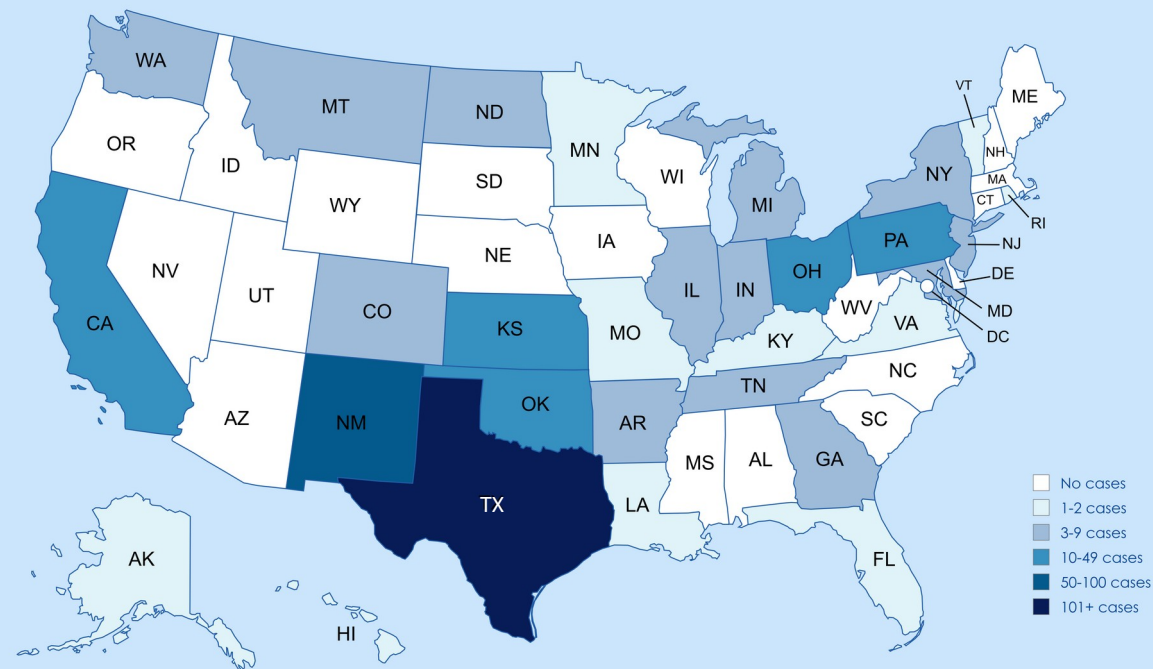 WA
MT
ND
MN
VT
ME
OR
ID
WY
SD
WI
MI
NY
NH
MA
CT
RI
NV
UT
CO
NE
IA
IL
IN
OH
PA
NJ
DE
MD
DC
CA
KS
MO
KY
WV
VA
AZ
NM
OK
AR
TN
NC
SC
TX
LA
MS
AL
GA
FL
AK
HI
No cases
1-2 cases
3-9 cases
10-49 cases
50-100 cases
101+ cases